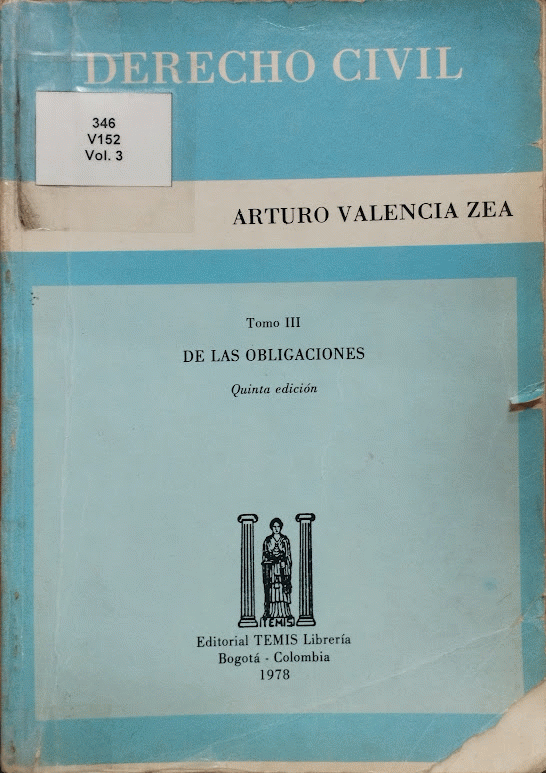 DERECHO CIVIL
346
V152
Vol. 3
ARTURO VALENCIA ZEA
Tomo III
DE LAS OBLIGACIONES
Quinta edición
TEMIS
Editorial TEMIS Librería
Bogotá - Colombia
1978